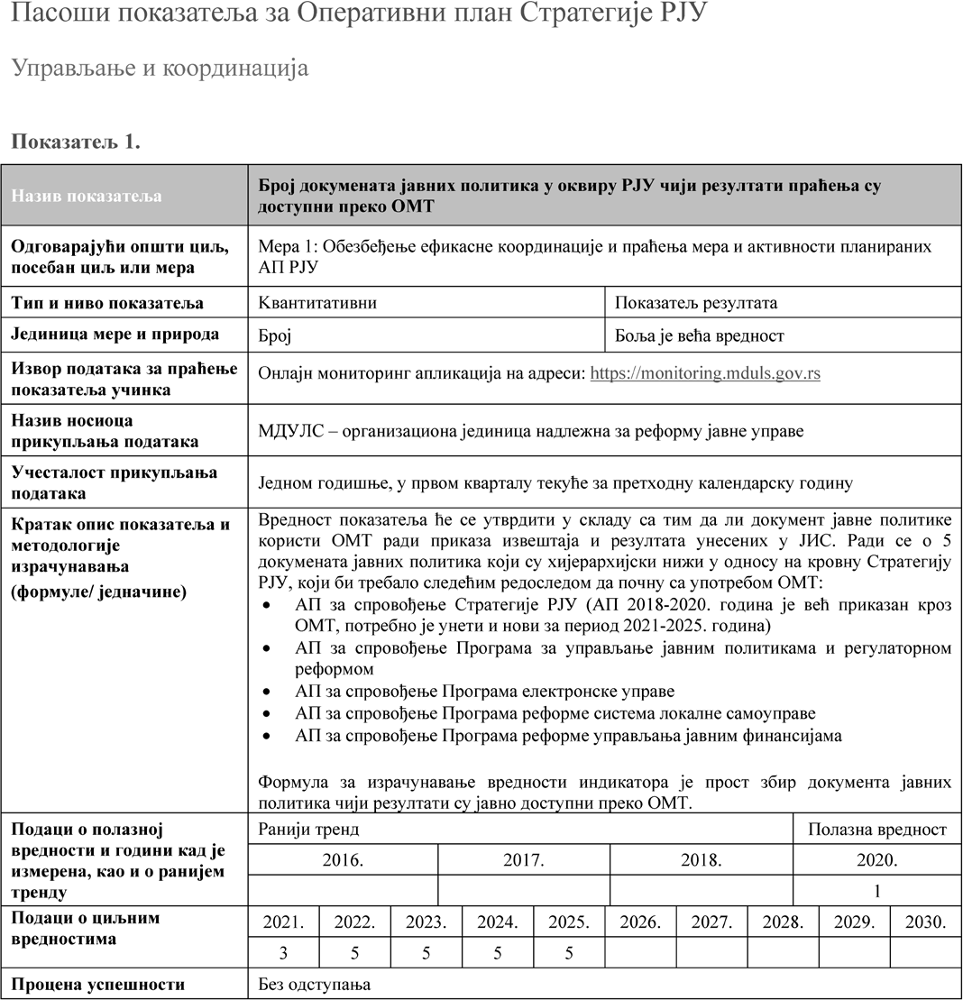 Пасоши показатеља за Оперативни план Стратегије РЈУ
Управљање и координација
Показатељ 1.
Назив показатеља
Број докумената јавних политика у оквиру РЈУ чији резултати праћења су
доступни преко ОМТ
Одговарајући општи циљ,
посебан циљ или мера
Мера 1: Обезбеђење ефикасне координације и праћења мера и активности планираних
АП РЈУ
Тип и ниво показатеља
Квантитативни
Показатељ резултата
Јединица мере и природа
Број
Боља је већа вредност
Извор података за праћење
показатеља учинка
Онлајн мониторинг апликација на адреси: https://monitoring.mduls.gov.rs
Назив носиоца
прикупљања података
МДУЛС – организациона јединица надлежна за реформу јавне управе
Учесталост прикупљања
података
Једном годишње, у првом кварталу текуће за претходну календарску годину
Кратак опис показатеља и
методологије
израчунавања
(формуле/ једначине)
Вредност показатеља ће се утврдити у складу са тим да ли документ јавне политике
користи ОМТ ради приказа извештаја и резултата унесених у ЈИС. Ради се о 5
докумената јавних политика који су хијерархијски нижи у односу на кровну Стратегију
РЈУ, који би требало следећим редоследом да почну са употребом ОМТ:
• АП за спровођење Стратегије РЈУ (АП 2018-2020. година је већ приказан кроз
ОМТ, потребно је унети и нови за период 2021-2025. година)
• АП за спровођење Програма за управљање јавним политикама и регулаторном
реформом
• АП за спровођење Програма електронске управе
• АП за спровођење Програма реформе система локалне самоуправе
• АП за спровођење Програма реформе управљања јавним финансијама
Формула за израчунавање вредности индикатора је прост збир документа јавних
политика чији резултати су јавно доступни преко ОМТ.
Подаци о полазној
вредности и години кад је
измерена, као и о ранијем
тренду
Ранији тренд
Полазна вредност
2016. 2017. 2018. 2020.
1
Подаци о циљним
вредностима
2021. 2022. 2023. 2024. 2025. 2026. 2027. 2028. 2029. 2030.
3 5 5 5 5
Процена успешности
Без одступања